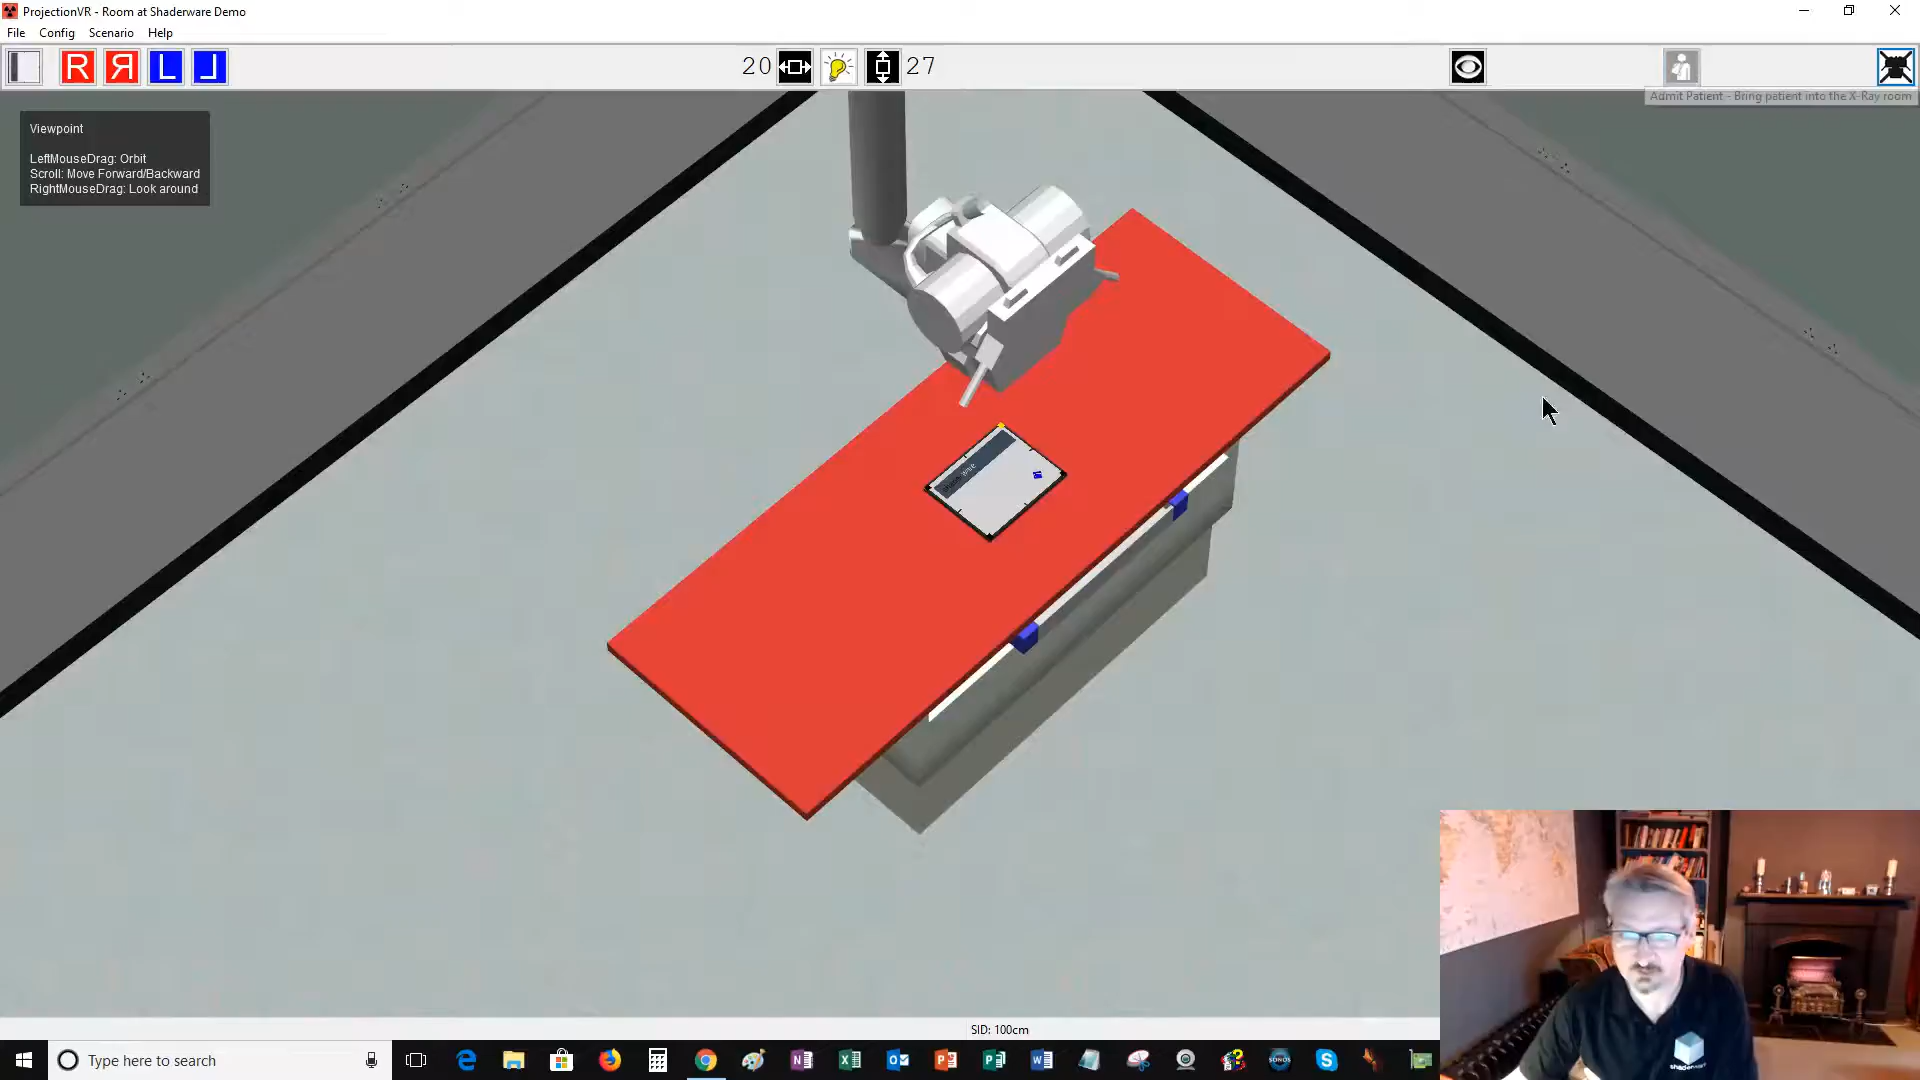 ProjectionVR - Room at Shaderware Demo
File Config Scenario Help
R R L L
20 27
Admit Patient - Bring patient into the X-Ray room
Viewpoint
LeftMouseDrag: Orbit
Scroll: Move Forward/Backward
RightMouseDrag: Look around
SID: 100cm
Type here to search
SONOS